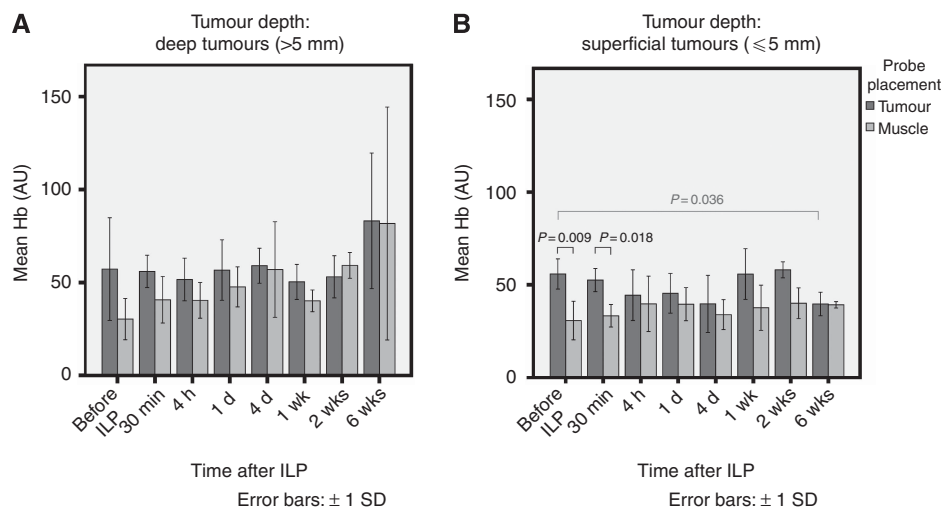 A
Tumour depth:
deep tumours (>5 mm)
Mean Hb (AU)
150
100
50
0
Before
ILP
30 min
4 h
1 d
4 d
1 wk
2 wks
6 wks
Time after ILP
Error bars: ± 1 SD
B
Tumour depth:
superficial tumours (⩽5 mm)
Mean Hb (AU)
150
100
50
0
P = 0.036
P = 0.009
P = 0.018
Before
ILP
30 min
4 h
1 d
4 d
1 wk
2 wks
6 wks
Time after ILP
Error bars: ± 1 SD
Probe
placement
Tumour
Muscle